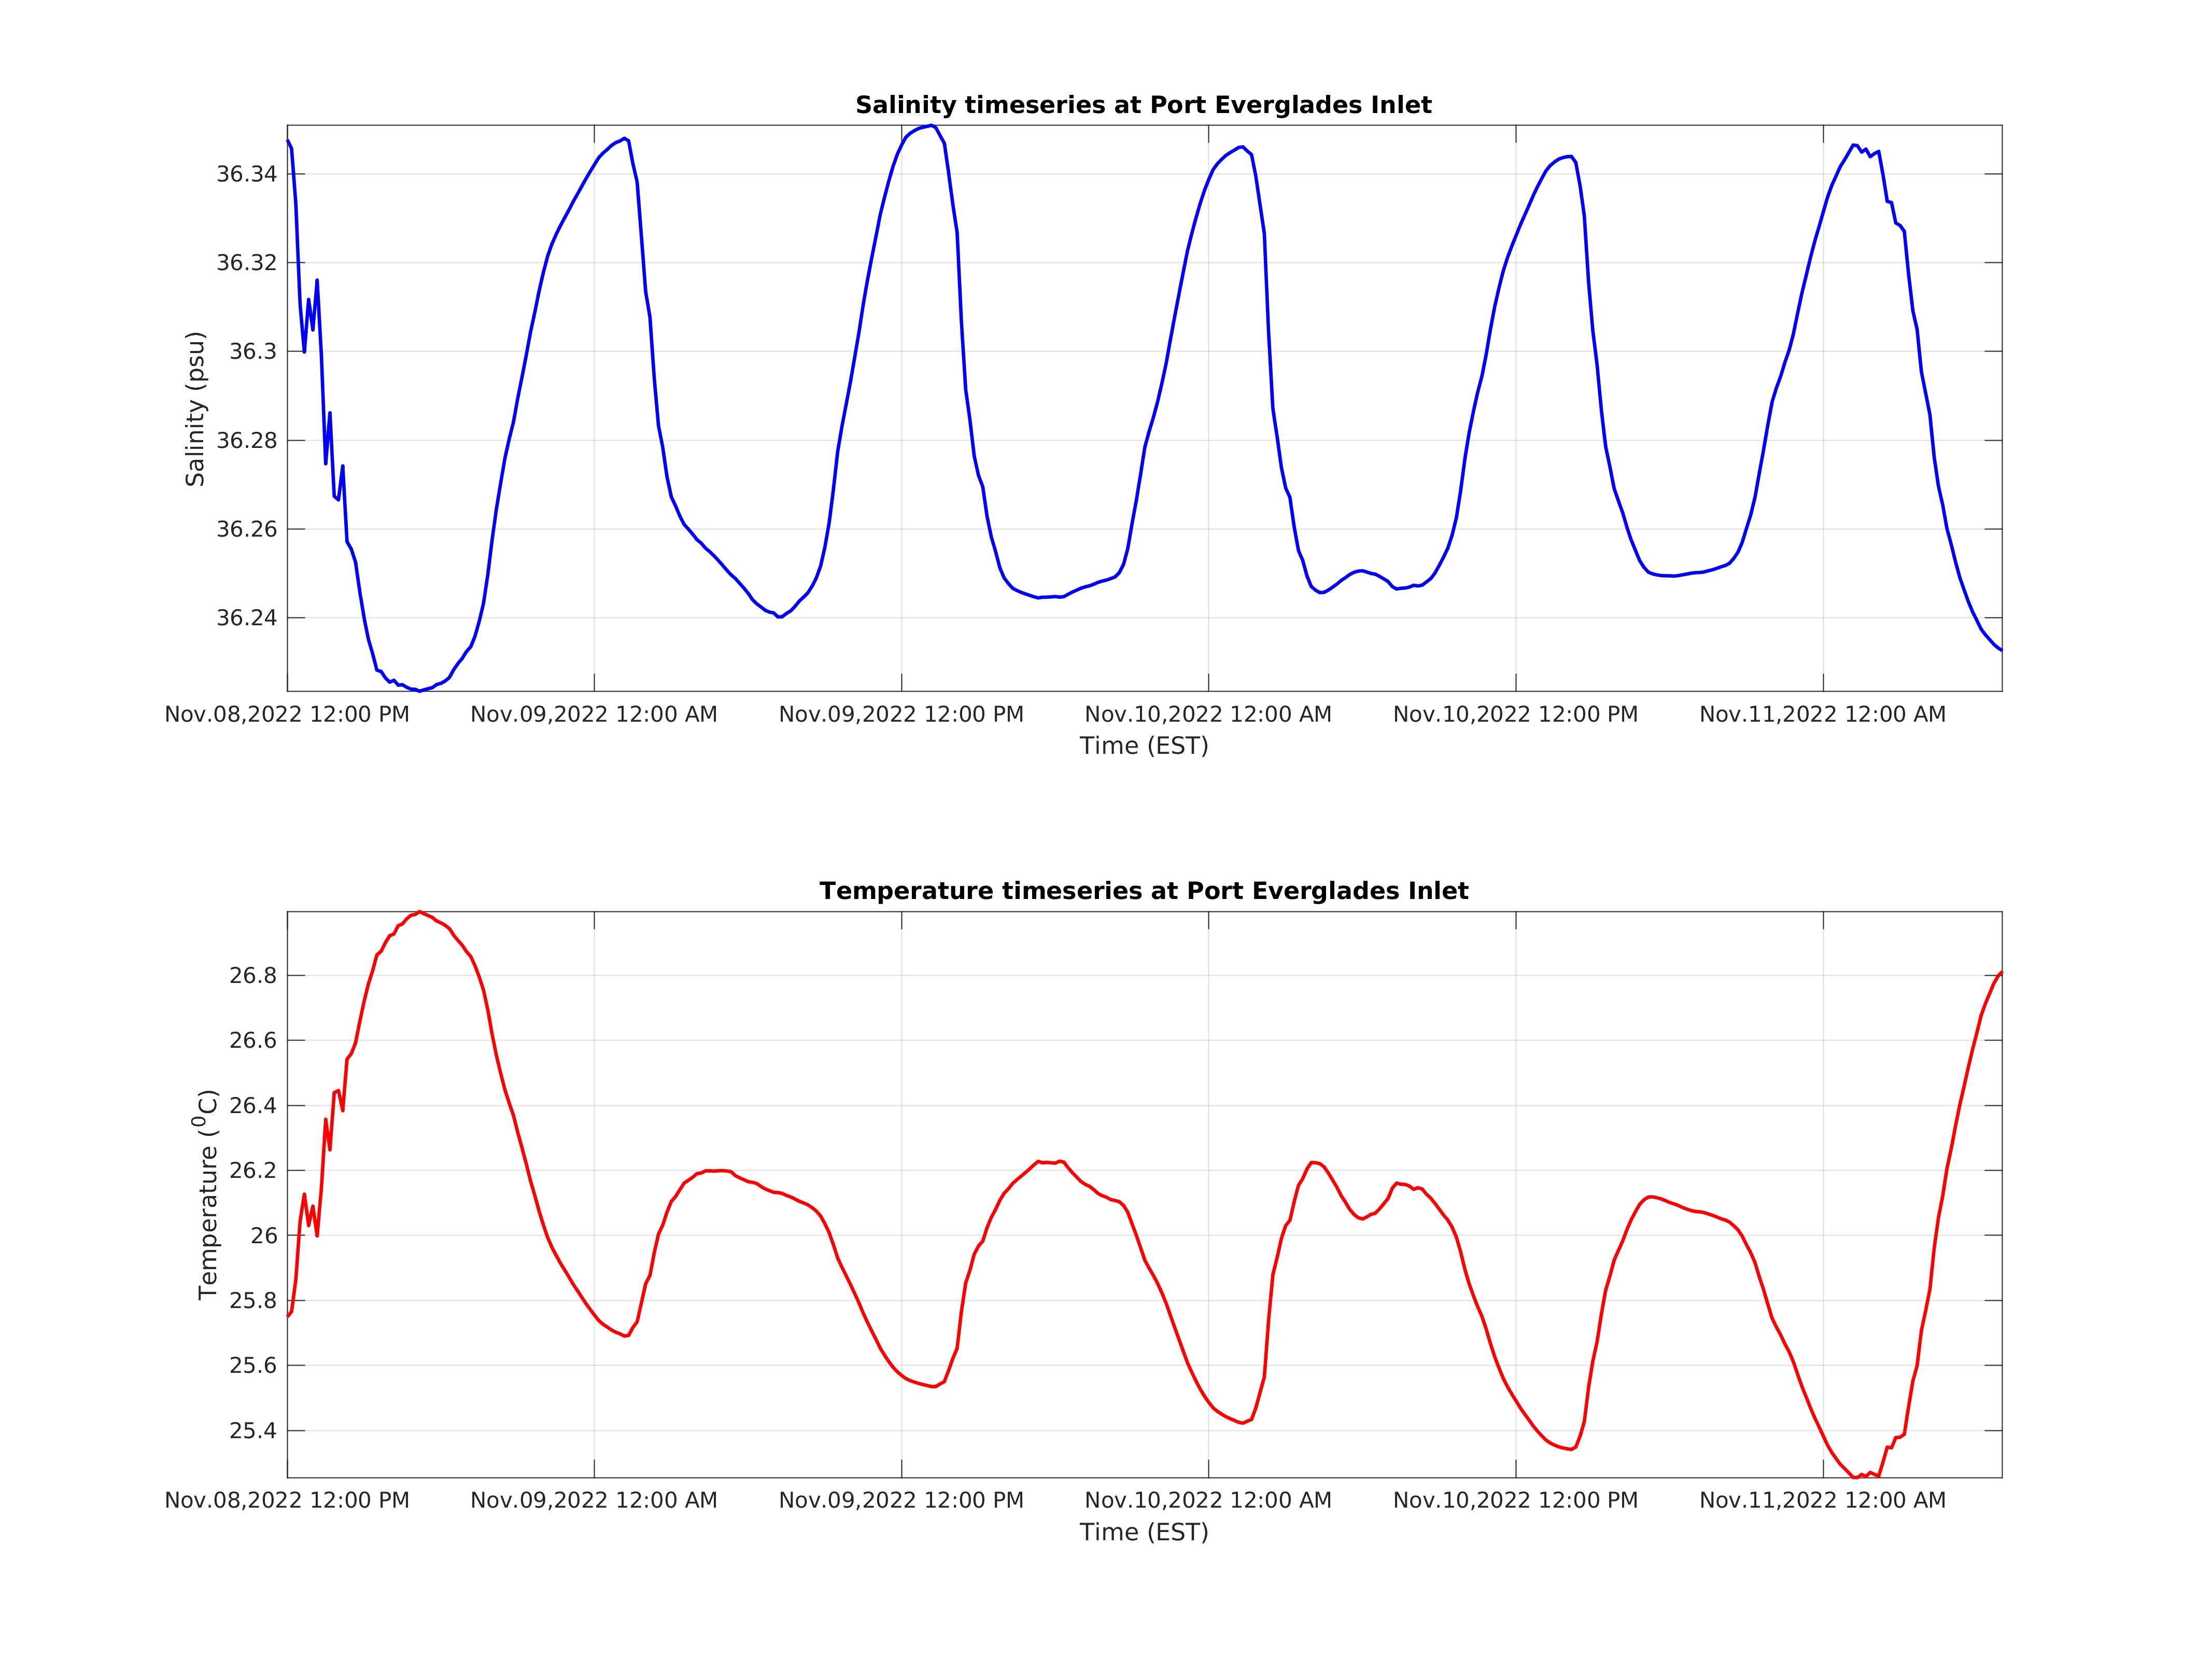 Salinity timeseries at Port Everglades Inlet
36.34
36.32
36.3
36.28
36.26
36.24
Salinity (psu)
Nov.08,2022 12:00 PM Nov.09,2022 12:00 AM Nov.09,2022 12:00 PM Nov.10,2022 12:00 AM Nov.10,2022 12:00 PM Nov.11,2022 12:00 AM
Time (EST)
Temperature timeseries at Port Everglades Inlet
26.8
26.6
26.4
26.2
26
25.8
25.6
25.4
Temperature (⁰C)
Nov.08,2022 12:00 PM Nov.09,2022 12:00 AM Nov.09,2022 12:00 PM Nov.10,2022 12:00 AM Nov.10,2022 12:00 PM Nov.11,2022 12:00 AM
Time (EST)